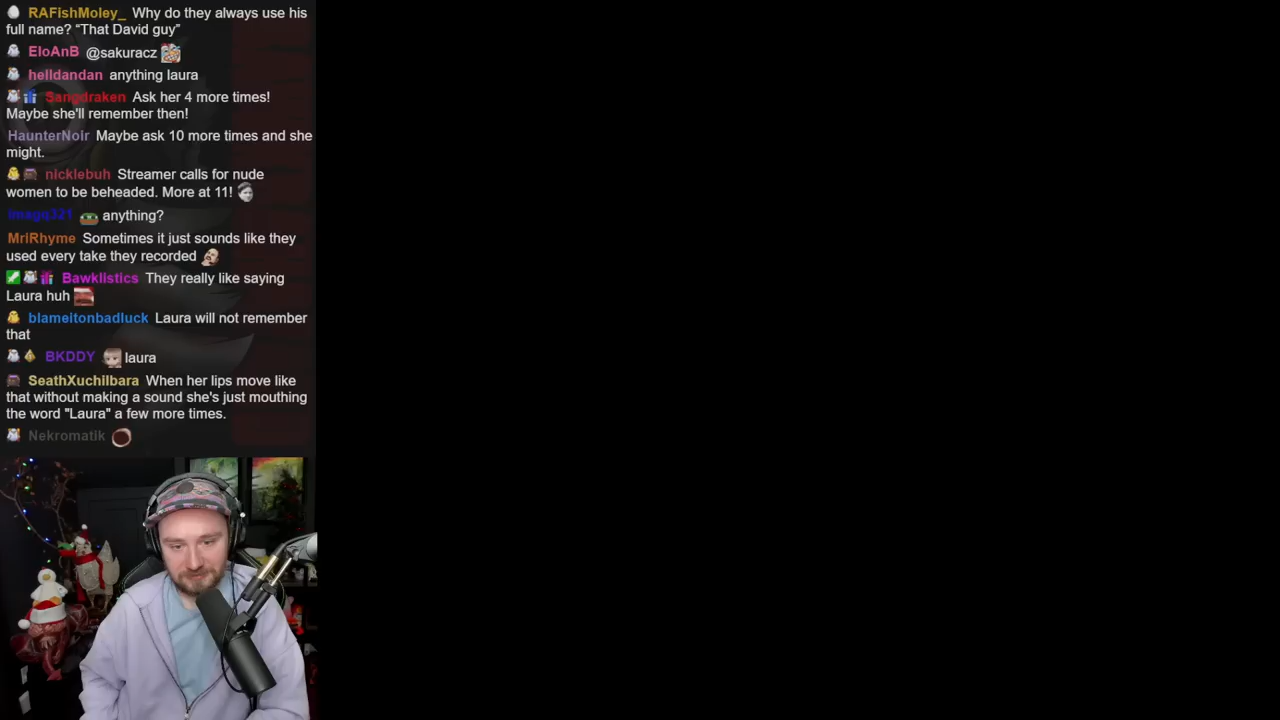 RAFishMoley_ Why do they always use his
full name? “That David guy”
EloAnB @sakuracz
helldandan anything laura
Sangdraken Ask her 4 more times!
Maybe she'll remember then!
HaunterNoir Maybe ask 10 more times and she
might.
nicklebuh Streamer calls for nude
women to be beheaded. More at 11!
imagq321 anything?
MrlRhyme Sometimes it just sounds like they
used every take they recorded
Bawklistics They really like saying
Laura huh
blameitonbadluck Laura will not remember
that
BKDDY laura
SeathXuchilbara When her lips move like
that without making a sound she's just mouthing
the word "Laura" a few more times.
Nekromatik